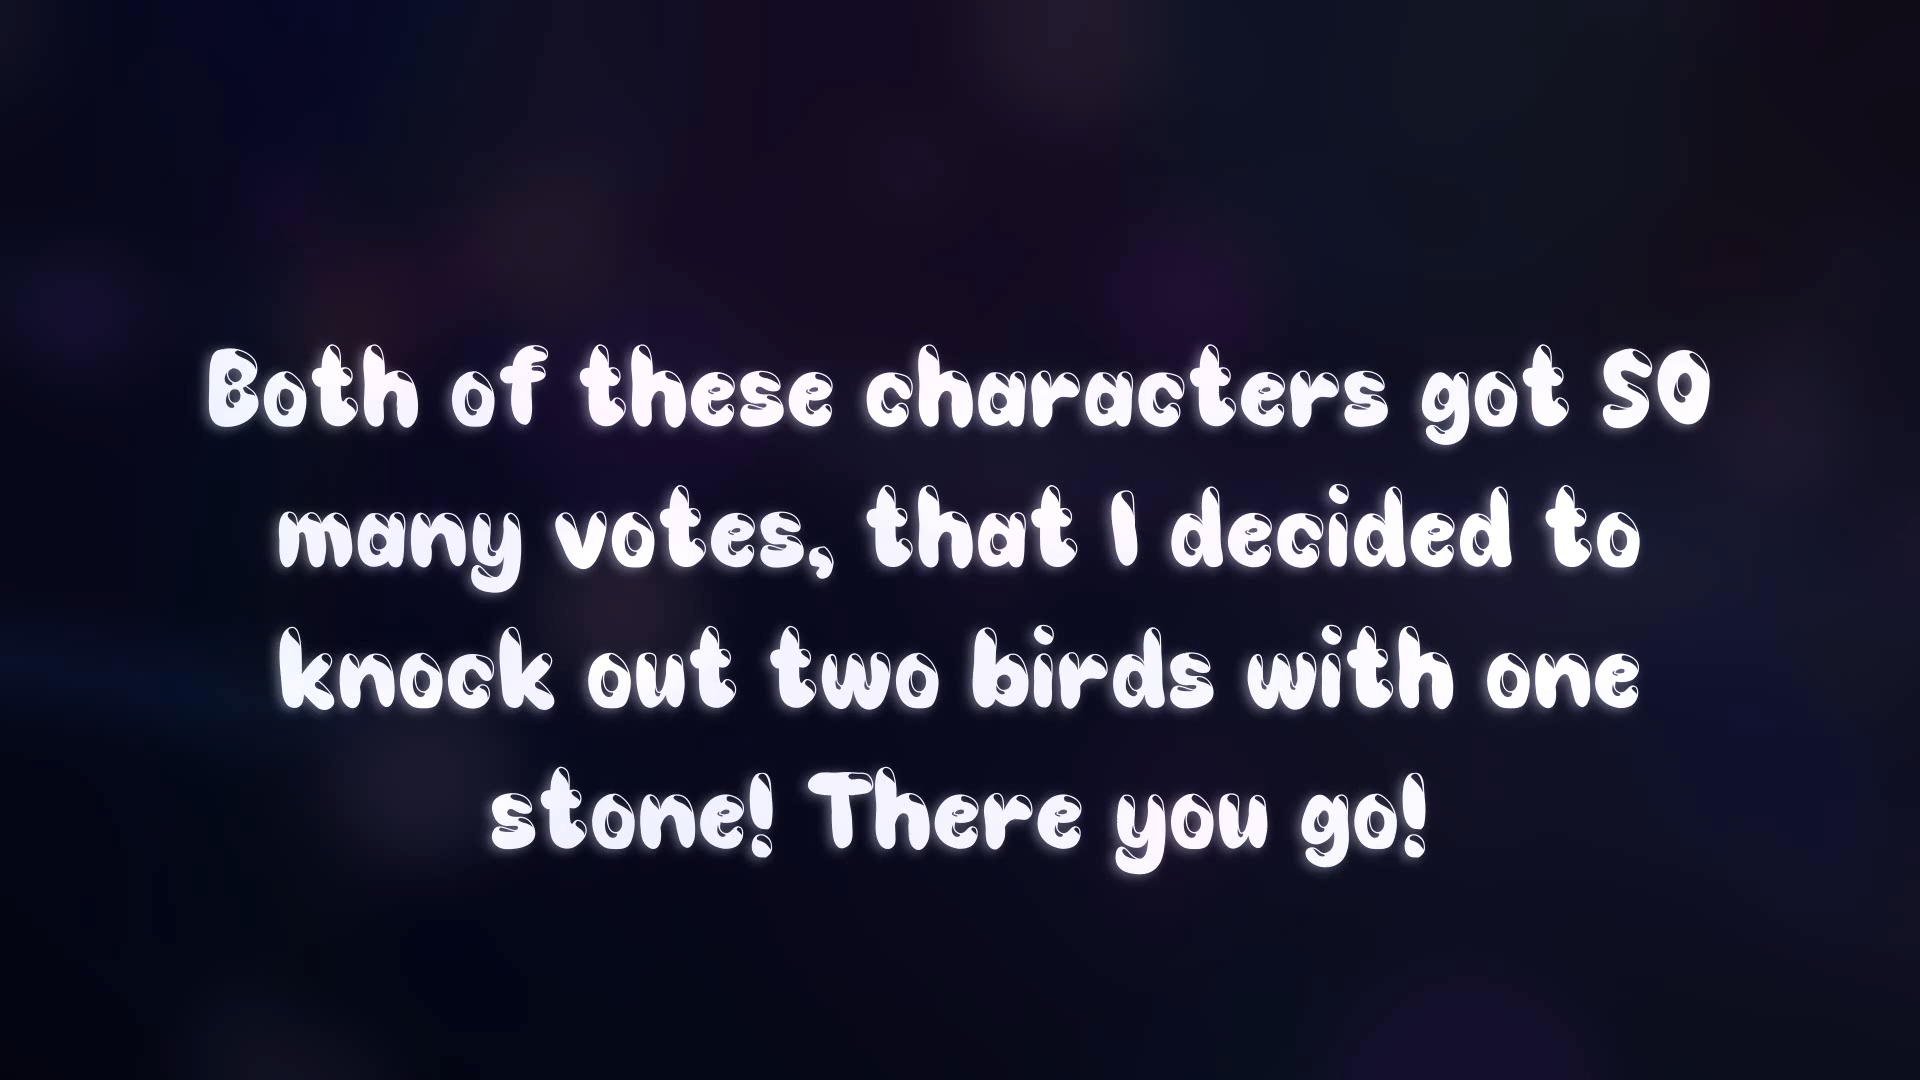 Both of these characters got SO
many votes, that I decided to
knock out two birds with one
stone! There you go!